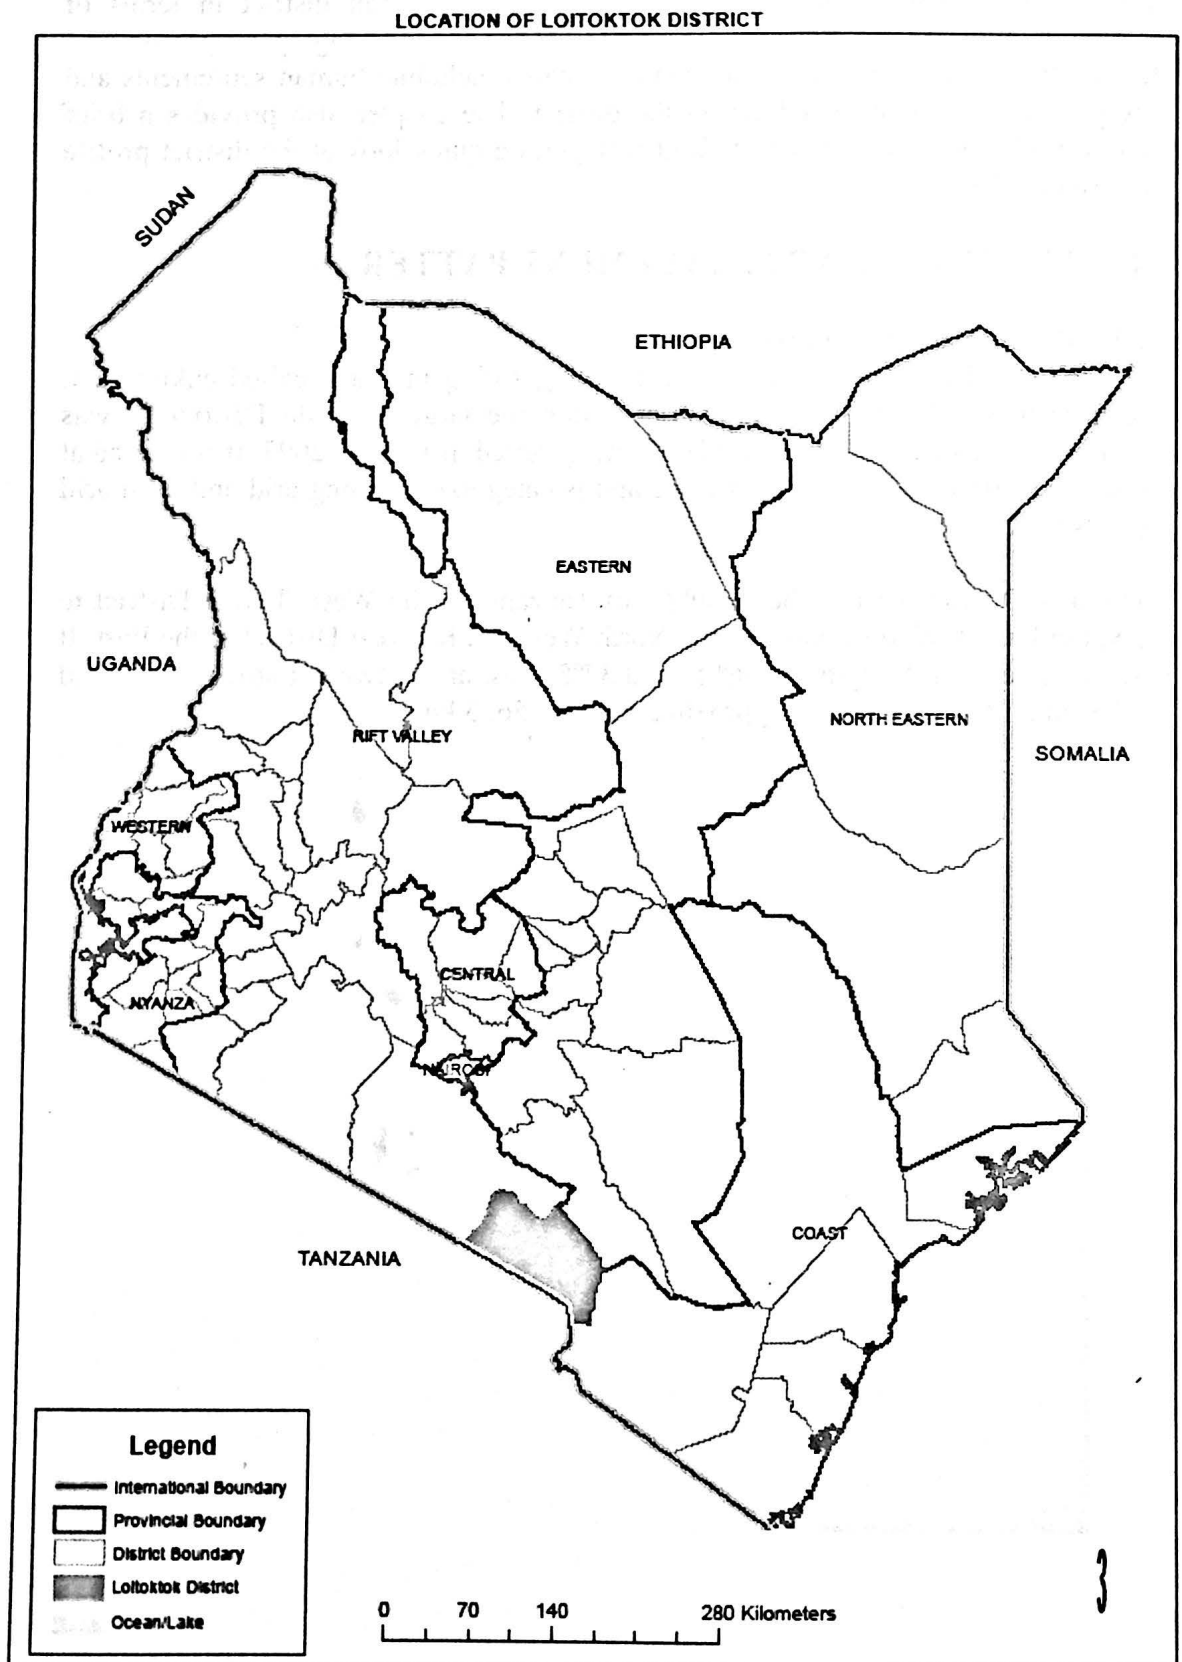 LOCATION OF LOITOKTOK DISTRICT
SUDAN
ETHIOPIA
EASTERN
UGANDA
RIFT VALLEY
NORTH EASTERN
SOMALIA
WESTERN
CENTRAL
NYANZA
NAIROBI
COAST
TANZANIA
Legend
International Boundary
Provincial Boundary
District Boundary
Loitoktok District
Ocean/Lake
0 70 140 280 Kilometers
3